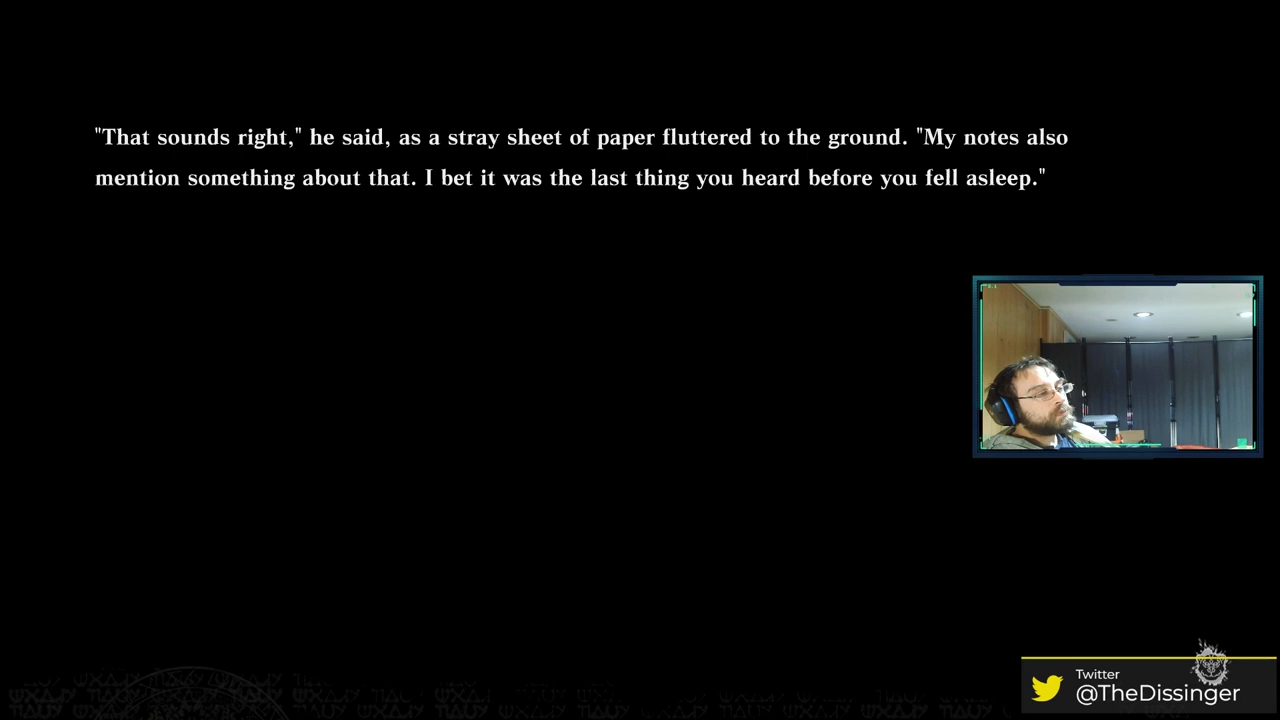 "That sounds right," he said, as a stray sheet of paper fluttered to the ground. "My notes also
mention something about that. I bet it was the last thing you heard before you fell asleep."
Twitter
@TheDissinger